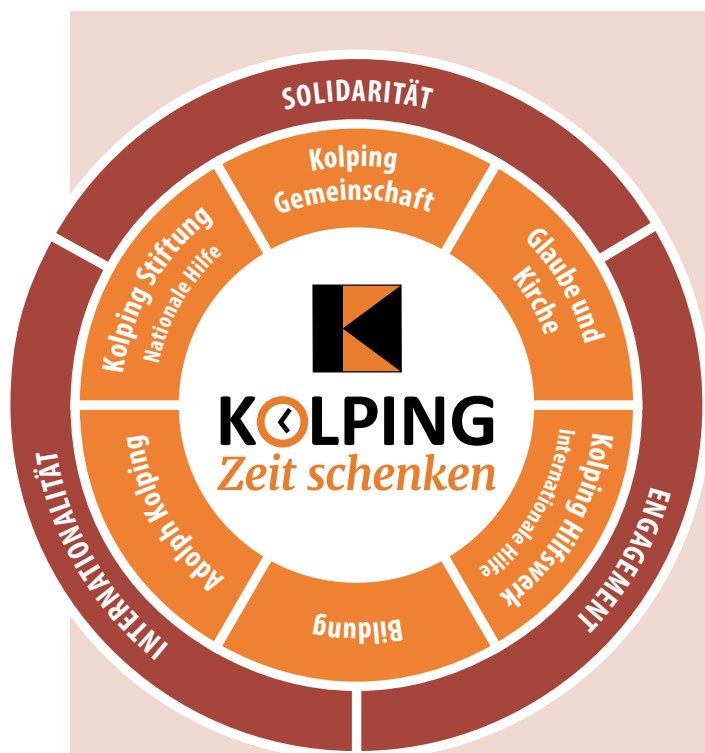 SOLIDARITÄT
Kolping
Gemeinschaft
Glaube und
Kirche
Kolping Hilfswerk
Internationale Hilfe
Bildung
Adolph Kolping
Kolping Stiftung
Nationale Hilfe
ENGAGEMENT
INTERNATIONALITÄT
KOLPING
Zeit schenken